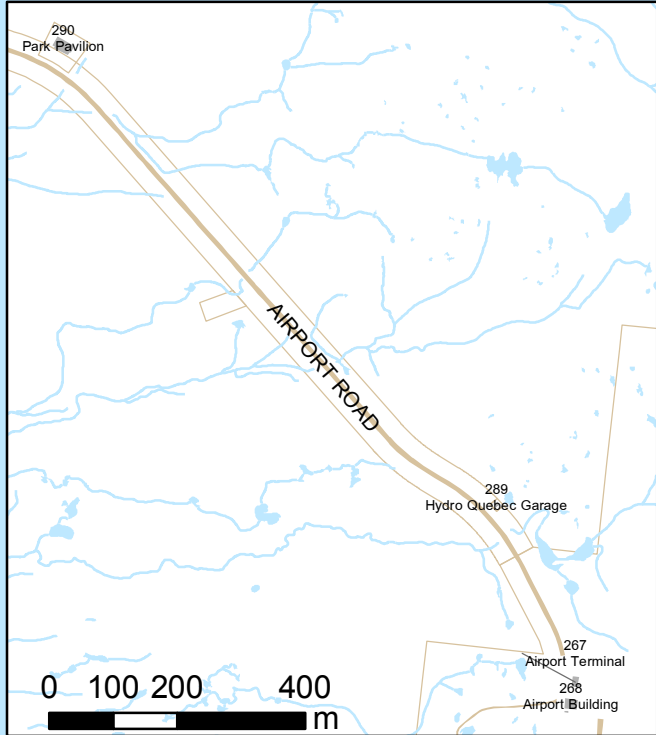 290
Park Pavilion
AIRPORT ROAD
289
Hydro Quebec Garage
267
Airport Terminal
268
Airport Building
0 100 200 400
m